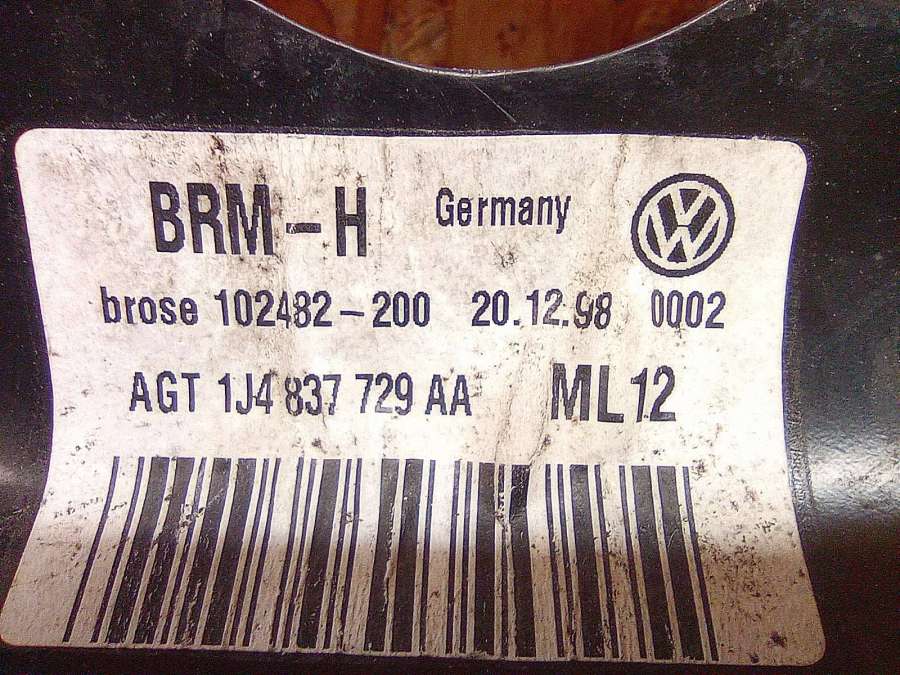 BRM-H Germany
brose 102482-200 20.12.98 0002
AGT 1J4 837 729 AA ML12